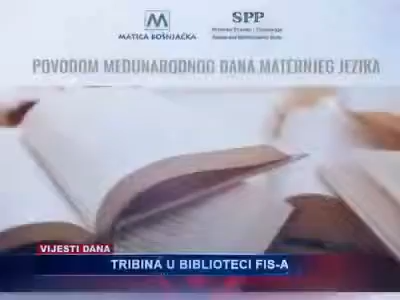 MATICA BOŠNJAČKA
SPP
POVODOM MEĐUNARODNOG DANA MATERNJEG JEZIKA
VIJESTI DANA
TRIBINA U BIBLIOTECI FIS-A